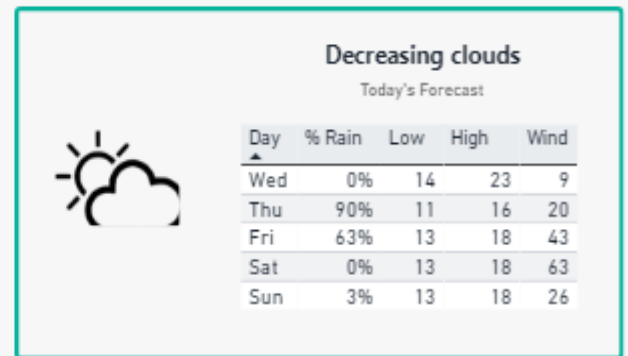 Decreasing clouds
Today's Forecast
Day % Rain Low High Wind
Wed 0% 14 23 9
Thu 90% 11 16 20
Fri 63% 13 18 43
Sat 0% 13 18 63
Sun 3% 13 18 26